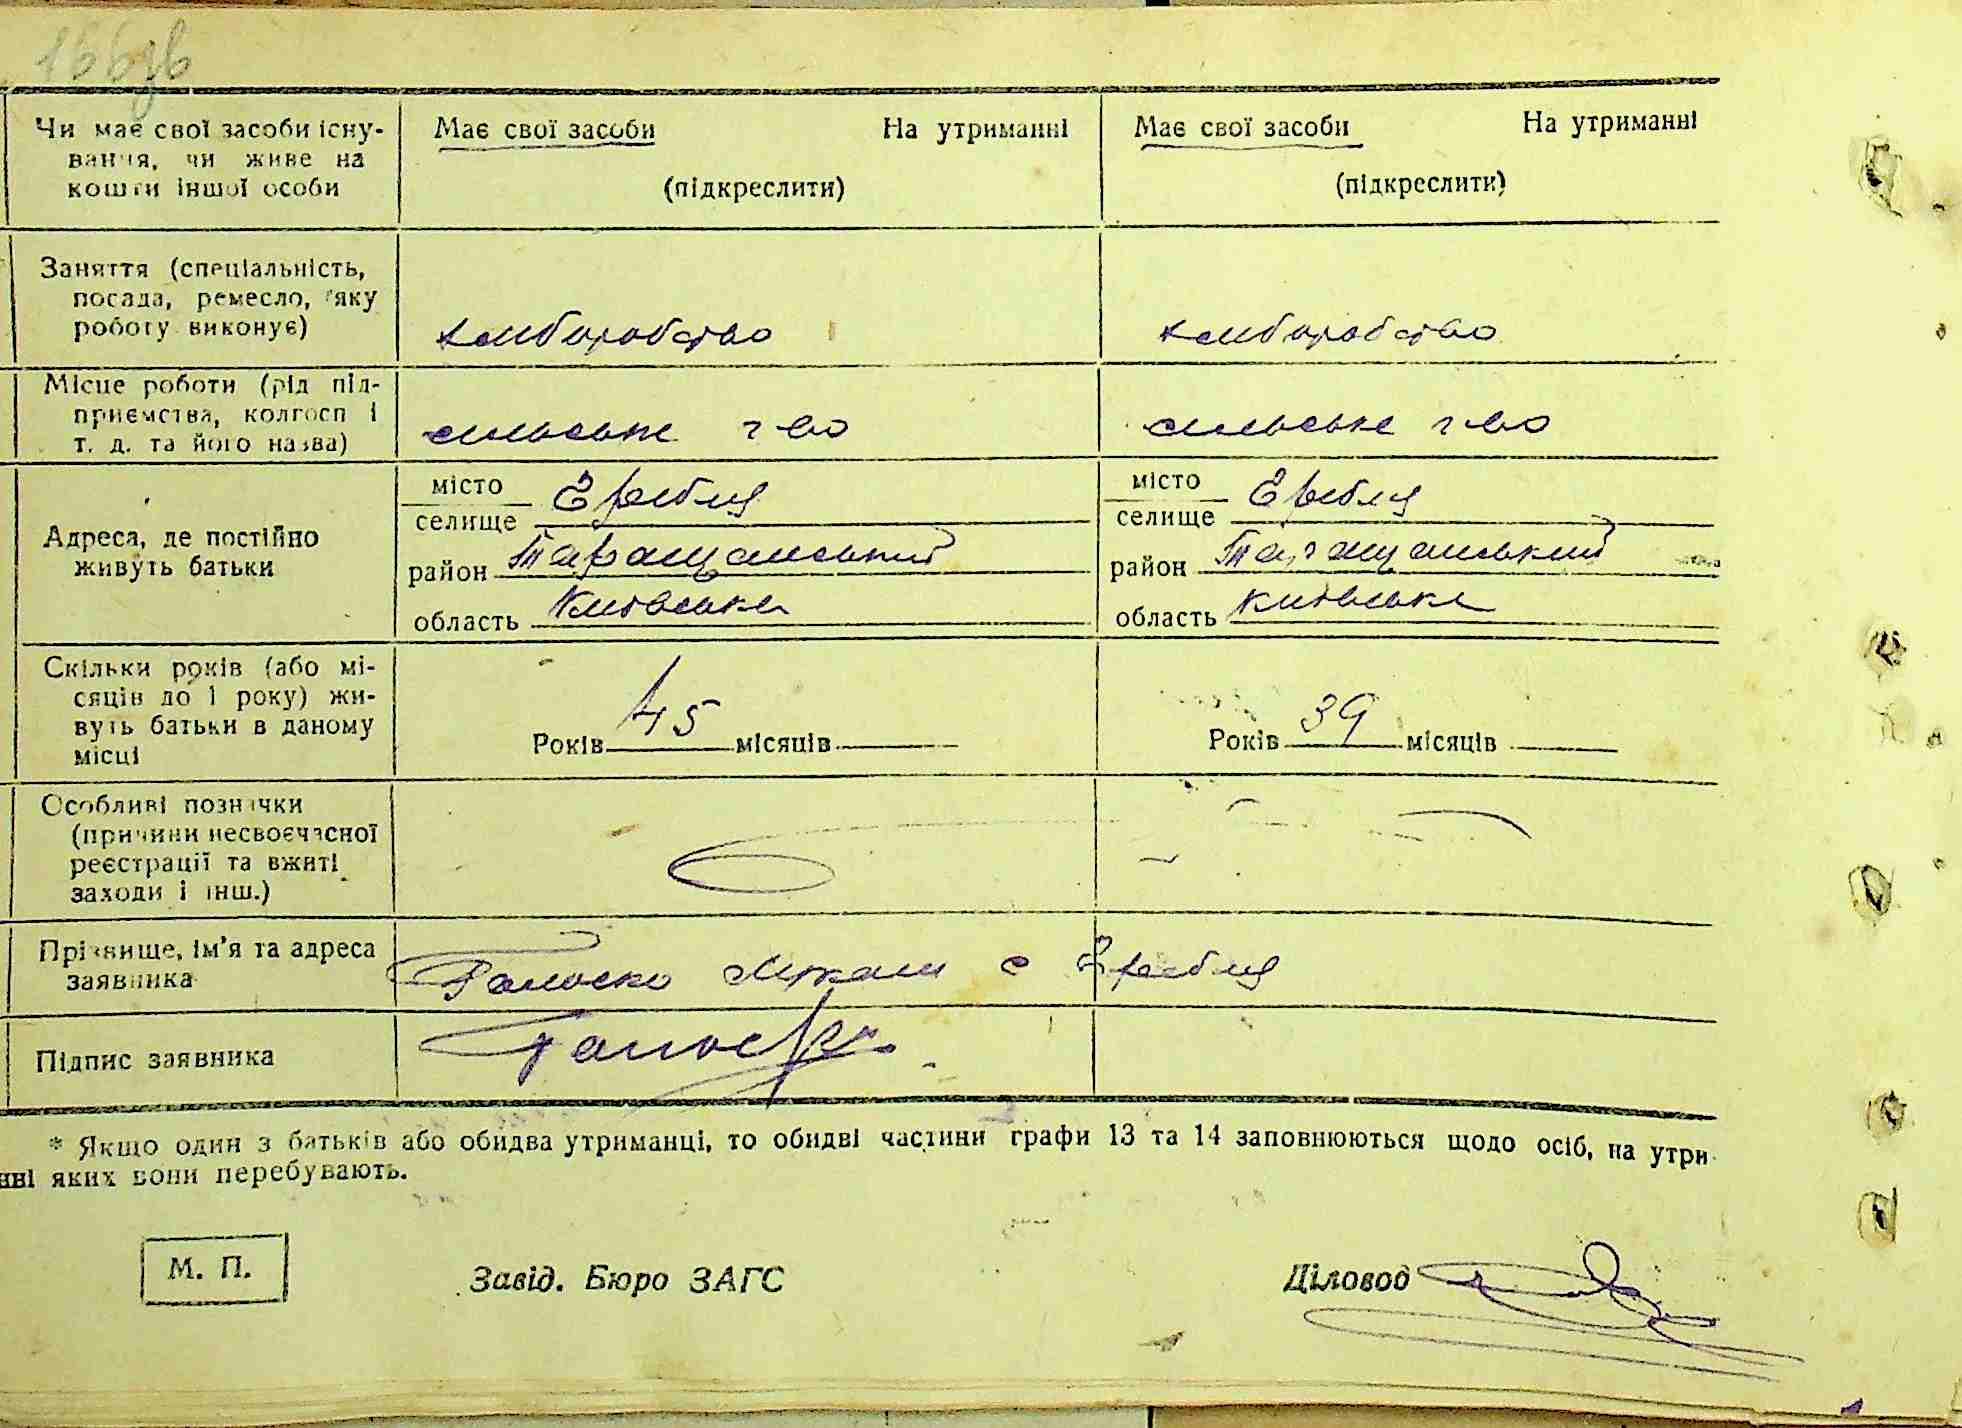 166зв
Чи має свої засоби існу-
вання, чи живе на
кошти іншої особи
Має свої засоби На утриманні
(підкреслити)
Має свої засоби На утриманні
(підкреслити)
Заняття (спеціальність,
посада, ремесло, яку
роботу виконує)
хліборобство
хліборобство
Місце роботи (рід під-
приємства, колгосп і
т. д. та його назва)
сільське г-во
сільське г-во
Адреса, де постійно
живуть батьки
місто
селище Гребля
район Таращанський
область Київська
місто
селище Гребля
район Таращанський
область Київська
Скільки років (або мі-
сяців до 1 року) жи-
вуть батьки в даному
місці
Років 45 місяців
Років 39 місяців
Особливі позначки
(причини несвоєчасної
реєстрації та вжиті
заходи і інш.)
Прізвище, ім'я та адреса
заявника
с Гребля
Підпис заявника
* Якщо один з батьків або обидва утриманці, то обидві частини графи 13 та 14 заповнюються щодо осіб, на утри
нні яких вони перебувають.
М. П.
Завід. Бюро ЗАГС
Діловод